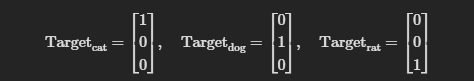 Target_cat = [1 0 0], Target_dog = [0 1 0], Target_rat = [0 0 1]